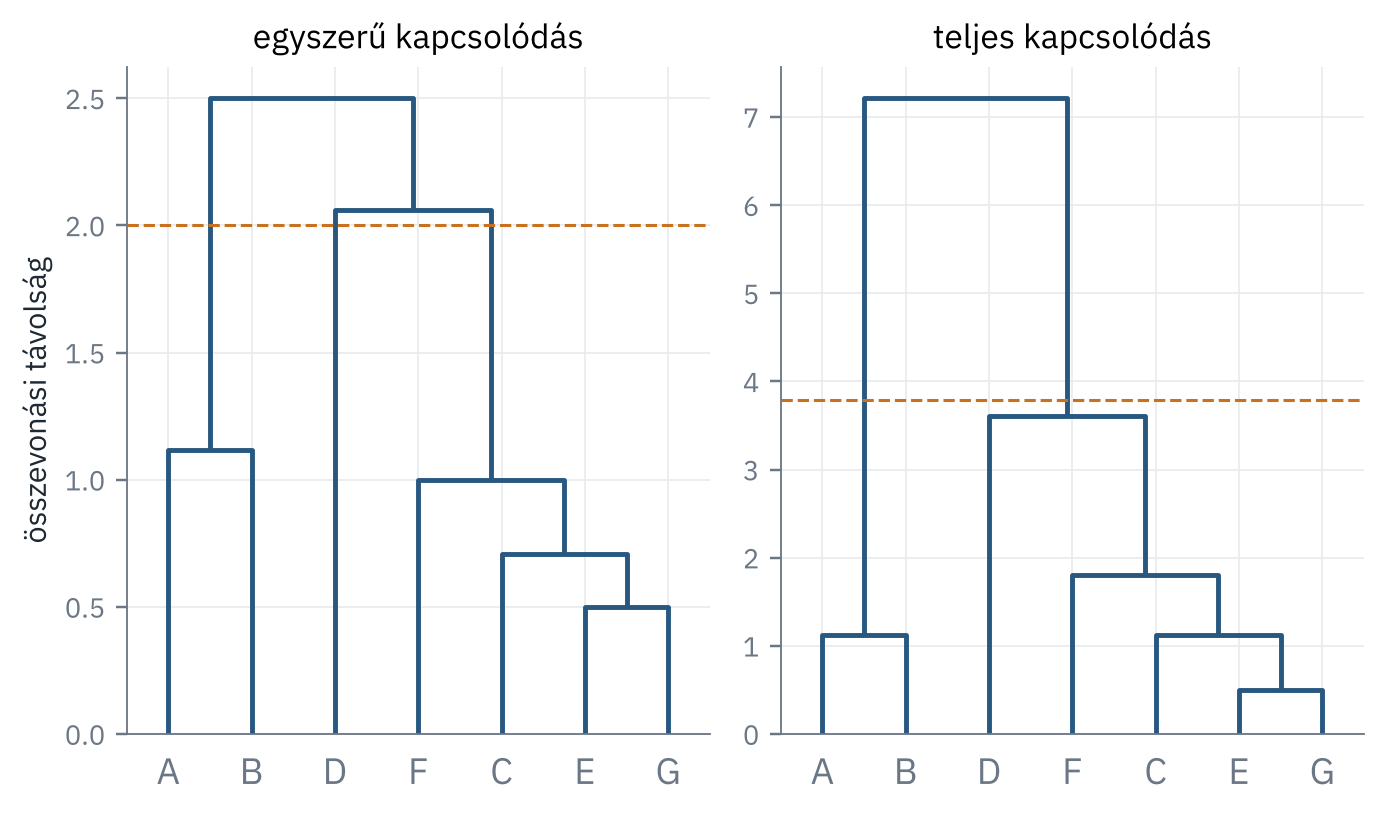 egyszerű kapcsolódás
teljes kapcsolódás
összevonási távolság
2.5
2.0
1.5
1.0
0.5
0.0
A B D F C E G
7
6
5
4
3
2
1
0
A B D F C E G